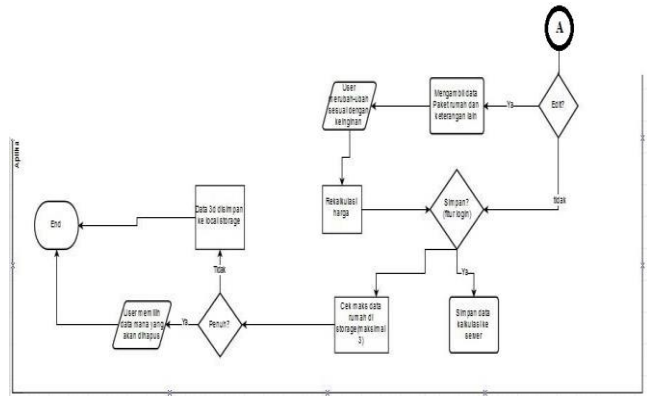 A
Edit?
Ya
Mengambil data
Paket rumah dan
keterangan lain
User
merubah-ubah
sesuai dengan
keinginan
tidak
Rekalkulasi
harga
Simpan?
(fitur login)
Ya
Simpan data
kalkulasi ke
server
Cek maks data
rumah di
storage(maksimal
3)
Penuh?
Tidak
Data 3d disimpan
ke local storage
Ya
User memilih
data mana yang
akan dihapus
End
Aplika